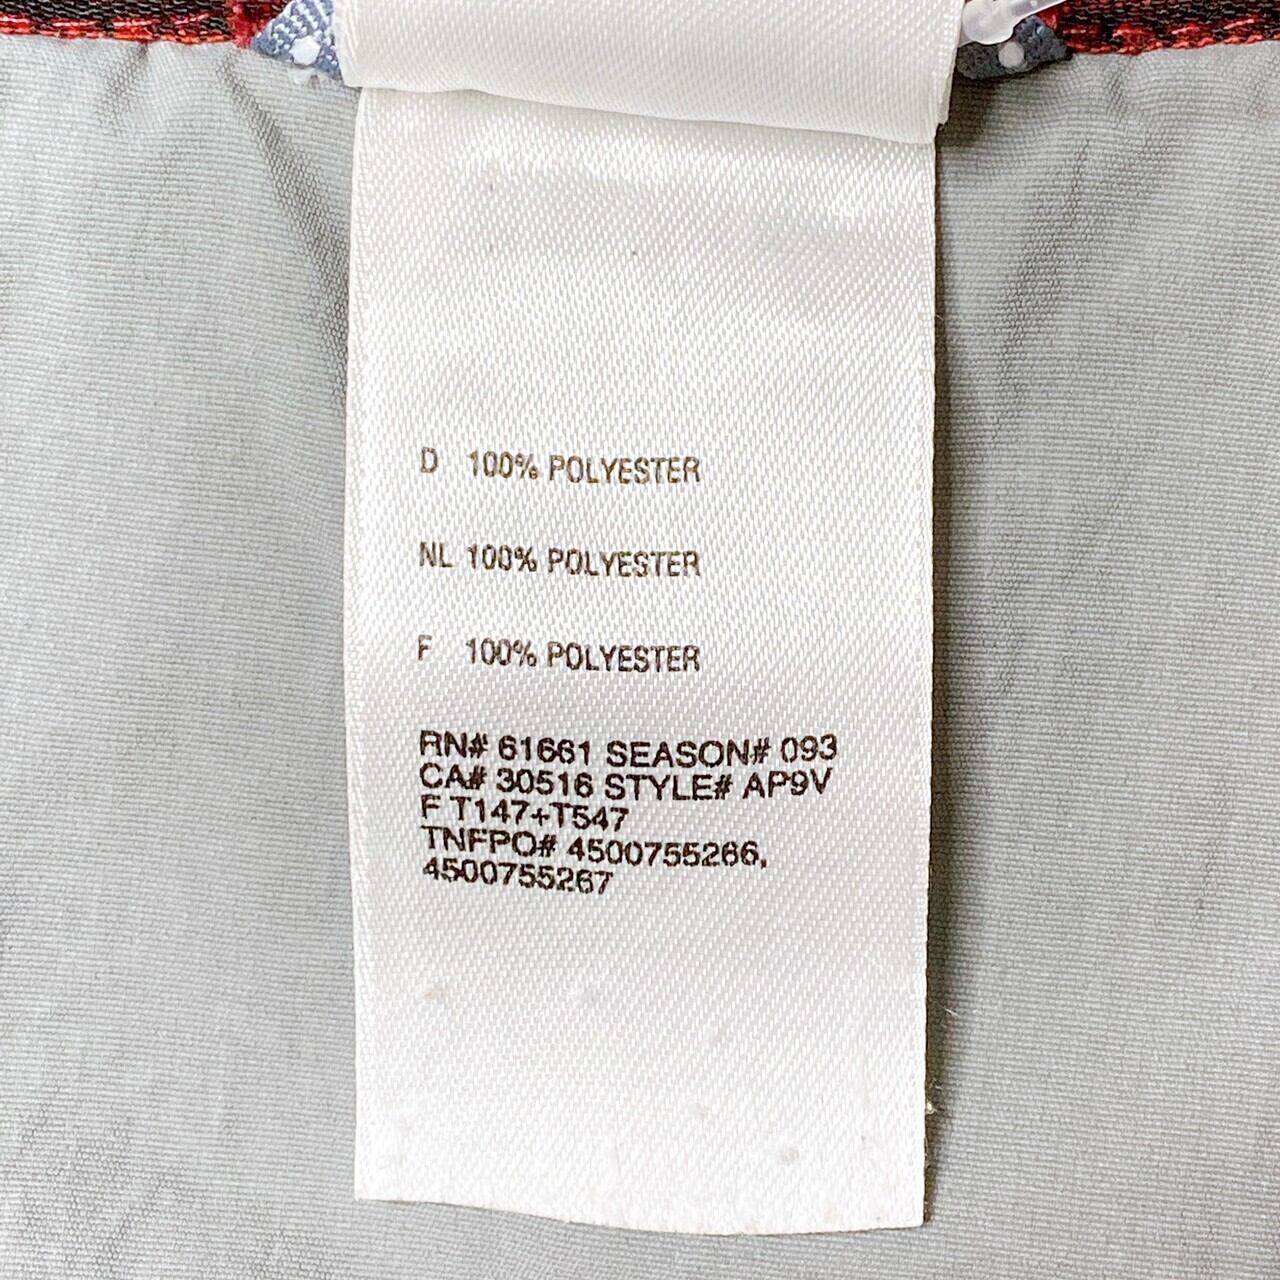 D 100% POLYESTER
NL 100% POLYESTER
F 100% POLYESTER
RN# 61661 SEASON# 093
CA# 30516 STYLE# AP9V
F T147+T547
TNFPO# 4500755266,
4500755267